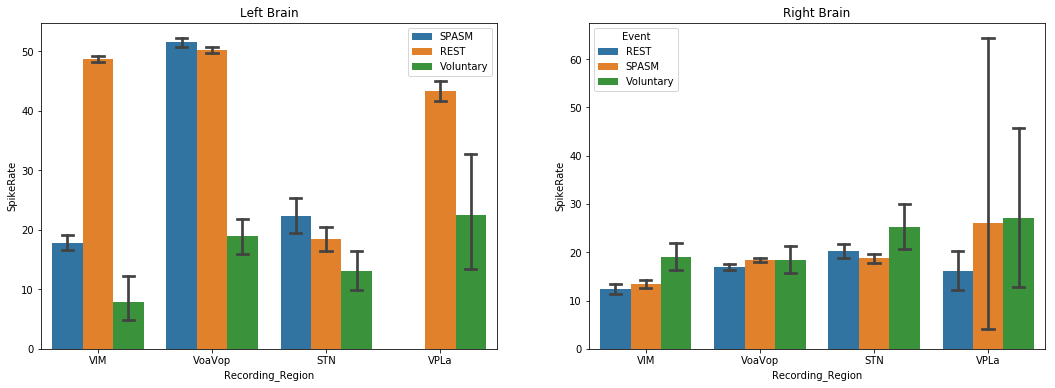 Left Brain
SpikeRate
50
40
30
20
10
0
SPASM
REST
Voluntary
VIM VoaVop STN VPLa
Recording_Region
Right Brain
SpikeRate
60
50
40
30
20
10
0
Event
REST
SPASM
Voluntary
VIM VoaVop STN VPLa
Recording_Region